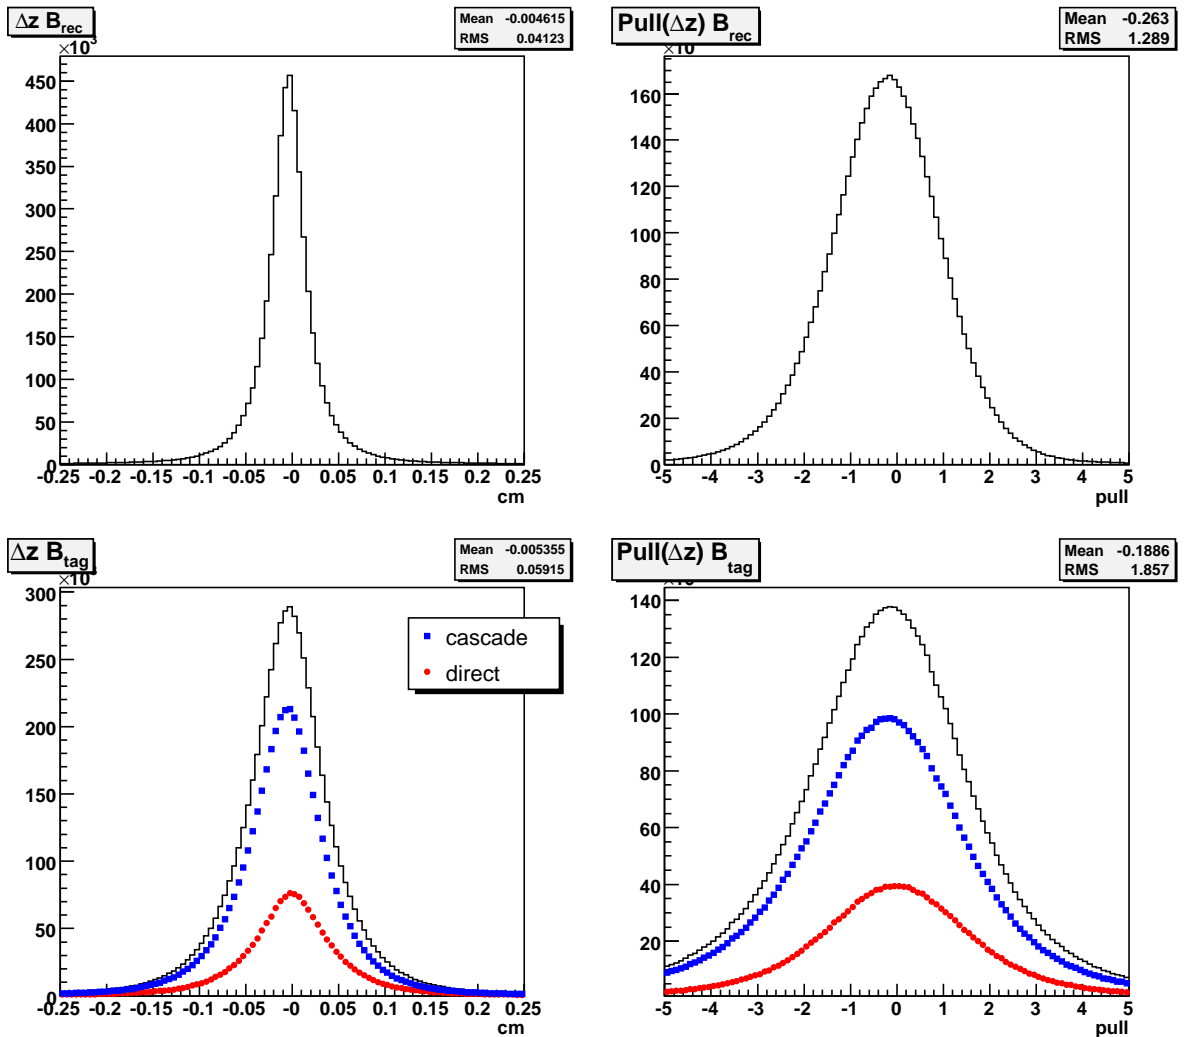 Δz B_rec
Mean -0.004615
RMS 0.04123
×10³
450
400
350
300
250
200
150
100
50
0
-0.25 -0.2 -0.15 -0.1 -0.05 -0 0.05 0.1 0.15 0.2 0.25
cm
Pull(Δz) B_rec
Mean -0.263
RMS 1.289
160
140
120
100
80
60
40
20
0
-5 -4 -3 -2 -1 0 1 2 3 4 5
pull
Δz B_tag
Mean -0.005355
RMS 0.05915
×10
300
250
200
150
100
50
0
cascade
direct
-0.25 -0.2 -0.15 -0.1 -0.05 -0 0.05 0.1 0.15 0.2 0.25
cm
Pull(Δz) B_tag
Mean -0.1886
RMS 1.857
140
120
100
80
60
40
20
-5 -4 -3 -2 -1 0 1 2 3 4 5
pull